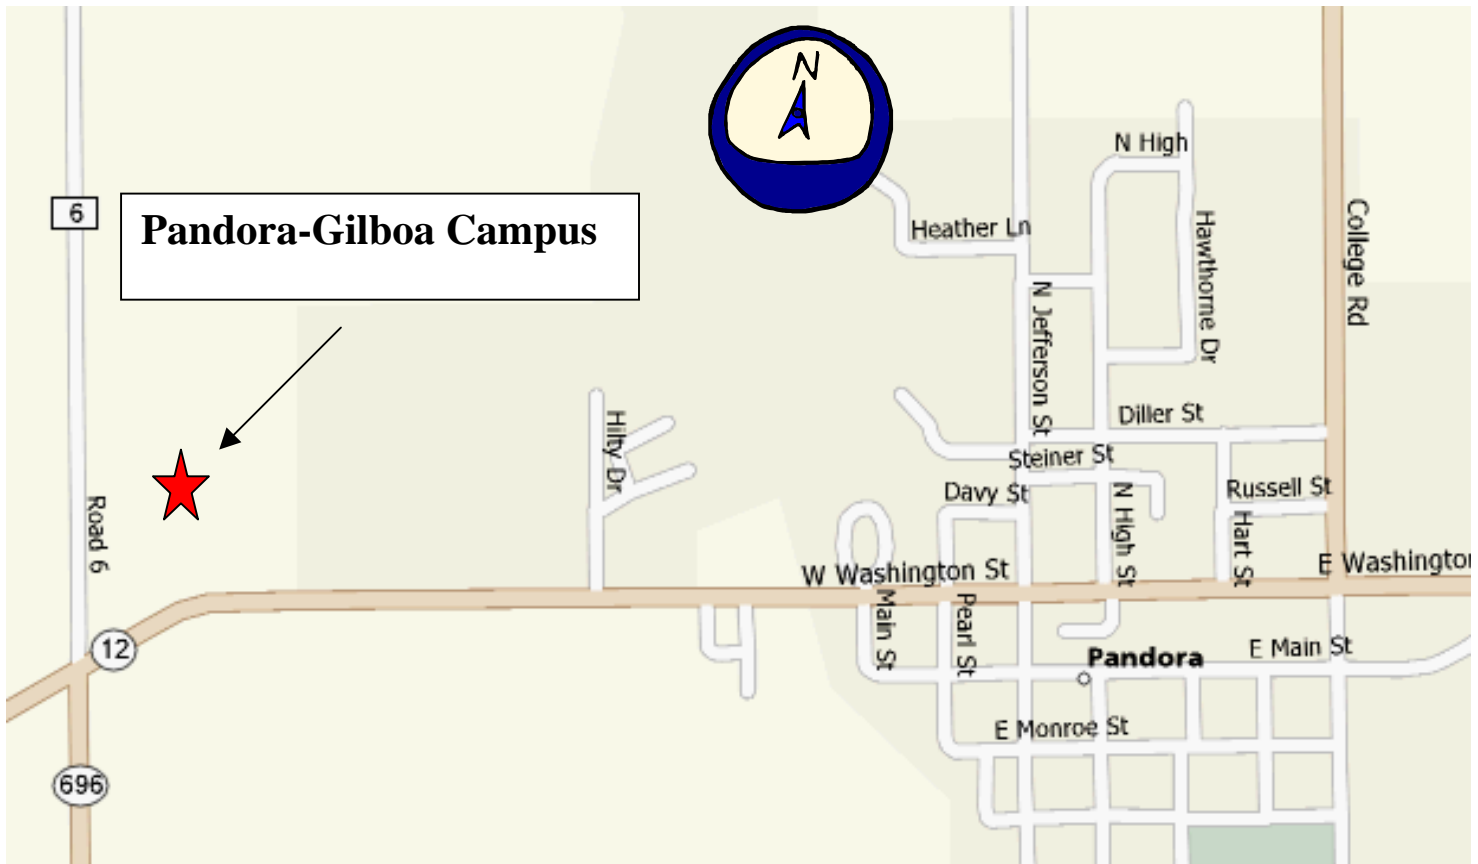 N
N High
6
Pandora-Gilboa Campus
Heather Ln
Hawthorne Dr
College Rd
N Jefferson St
Hilty Dr
Diller St
Steiner St
Davy St
Russell St
N High St
Hart St
Road 6
W Washington St
E Washington
Main St
Pearl St
12
Pandora
E Main St
E Monroe St
696